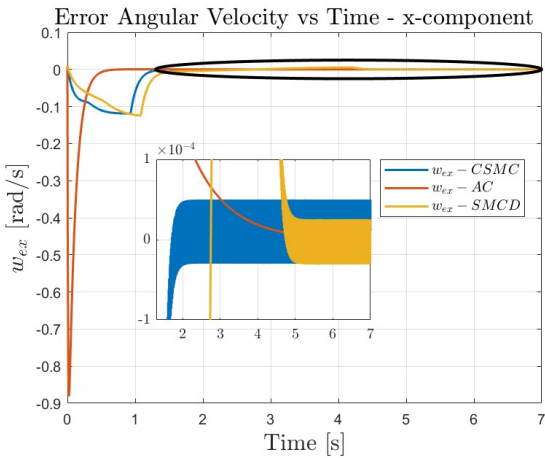 Error Angular Velocity vs Time - x-component
0.1
0
-0.1
-0.2
-0.3
-0.4
-0.5
-0.6
-0.7
-0.8
-0.9
w_ex [rad/s]
×10^-4
1
0
-1
2 3 4 5 6 7
w_ex − CSMC
w_ex − AC
w_ex − SMCD
0 1 2 3 4 5 6 7
Time [s]